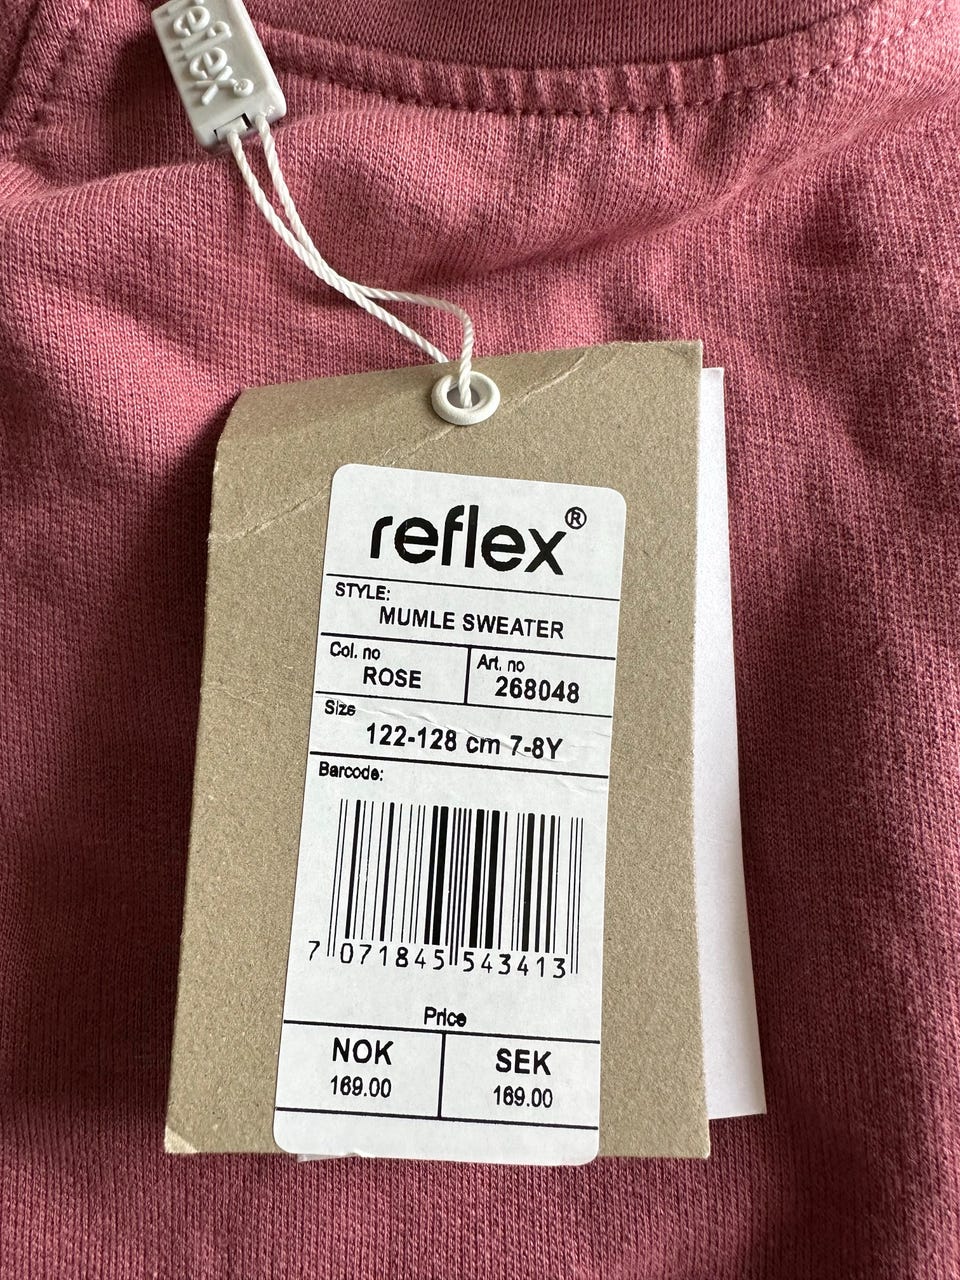 reflex®
reflex®
STYLE:
MUMLE SWEATER
Col. no
ROSE
Art. no
268048
Size
122-128 cm 7-8Y
Barcode:
7 071845 543413
Price
NOK
169.00
SEK
169.00